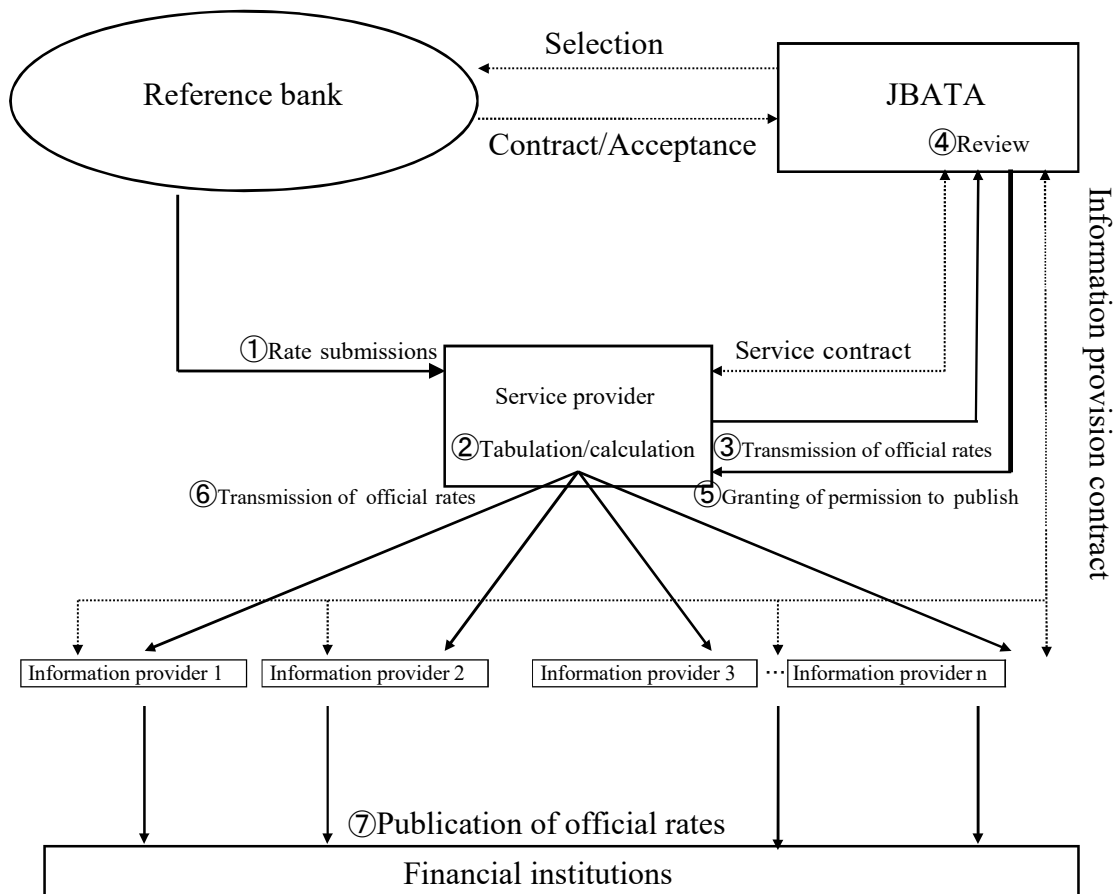 Selection
Reference bank
JBATA
Contract/Acceptance
④Review
Information provision contract
①Rate submissions
Service contract
Service provider
②Tabulation/calculation
③Transmission of official rates
⑥Transmission of official rates
⑤Granting of permission to publish
Information provider 1
Information provider 2
Information provider 3
…
Information provider n
⑦Publication of official rates
Financial institutions